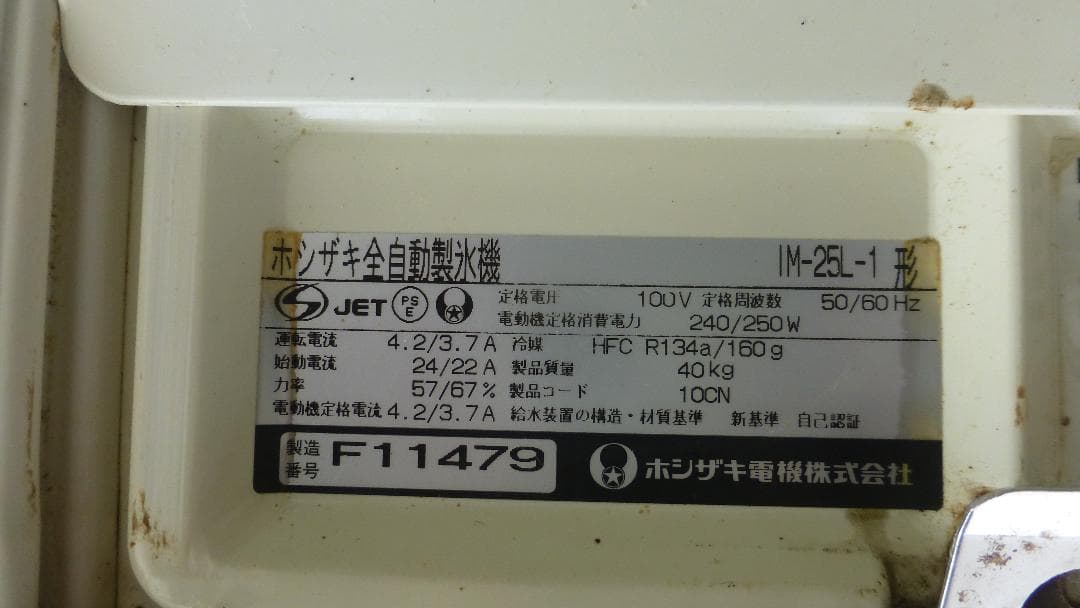 ホシザキ全自動製氷機 IM-25L-1 形
JET PS E 定格電圧 100V 定格周波数 50/60Hz
電動機定格消費電力 240/250W
運転電流 4.2/3.7A 冷媒 HFC R134a/160g
始動電流 24/22A 製品質量 40kg
力率 57/67% 製品コード 10CN
電動機定格電流 4.2/3.7A 給水装置の構造・材質基準 新基準 自己認証
製造番号 F11479 ホシザキ電機株式会社